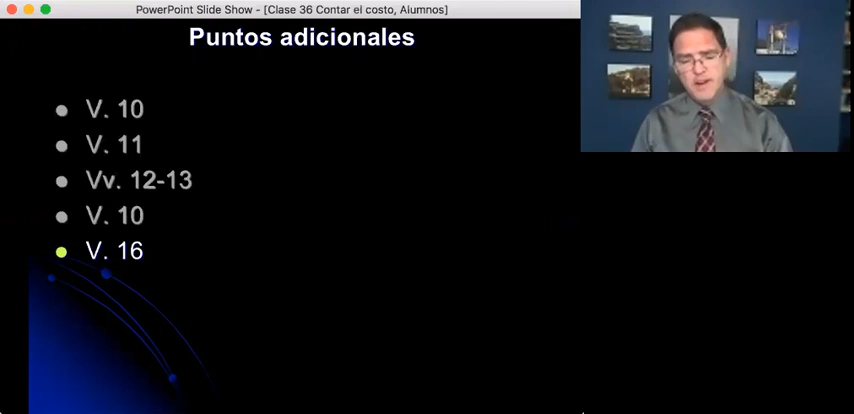 PowerPoint Slide Show - [Clase 36 Contar el costo, Alumnos]
Puntos adicionales
V. 10
V. 11
Vv. 12-13
V. 10
V. 16